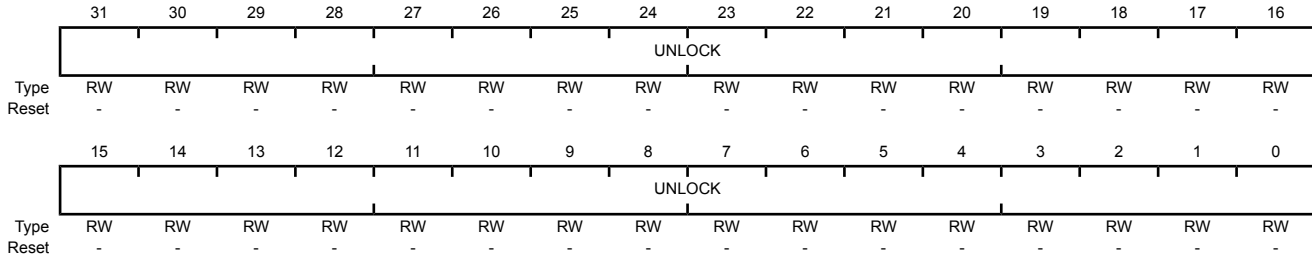 31 30 29 28 27 26 25 24 23 22 21 20 19 18 17 16
UNLOCK
Type RW RW RW RW RW RW RW RW RW RW RW RW RW RW RW RW
Reset - - - - - - - - - - - - - - - -
15 14 13 12 11 10 9 8 7 6 5 4 3 2 1 0
UNLOCK
Type RW RW RW RW RW RW RW RW RW RW RW RW RW RW RW RW
Reset - - - - - - - - - - - - - - - -